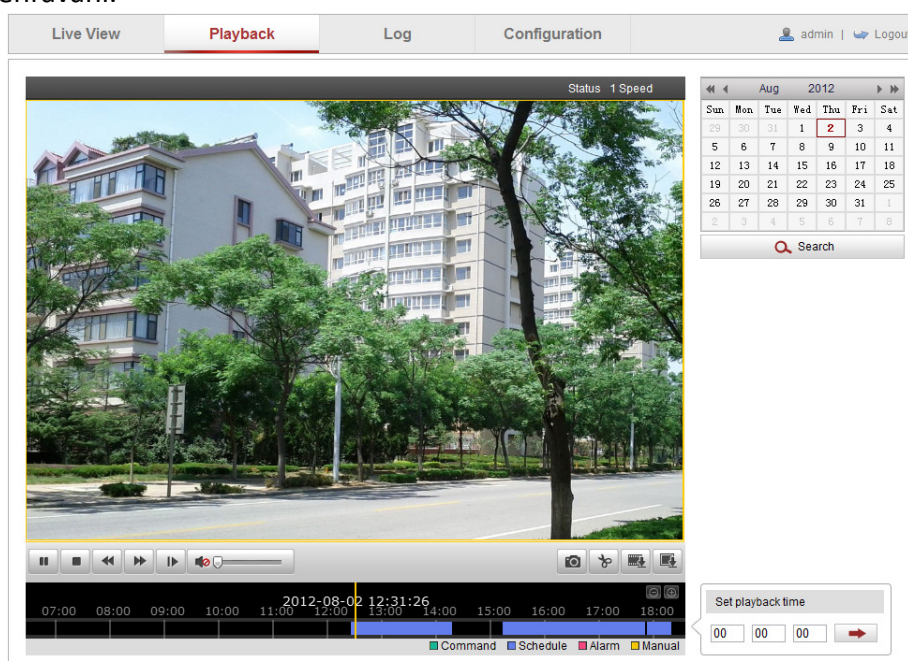 Live View Playback Log Configuration admin | Logout
Status 1 Speed
Aug 2012
Sun Mon Tue Wed Thu Fri Sat
29 30 31 1 2 3 4
5 6 7 8 9 10 11
12 13 14 15 16 17 18
19 20 21 22 23 24 25
26 27 28 29 30 31 1
2 3 4 5 6 7 8
Search
2012-08-02 12:31:26
07:00 08:00 09:00 10:00 11:00 12:00 13:00 14:00 15:00 16:00 17:00 18:00
Command Schedule Alarm Manual
Set playback time
00 00 00